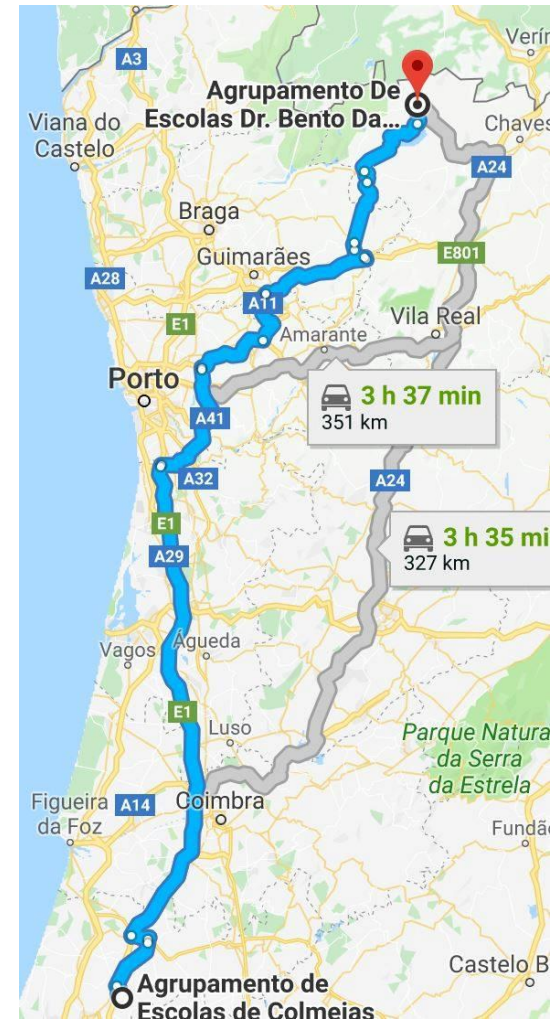 A3
Verín
Agrupamento De
Escolas Dr. Bento Da...
Viana do
Castelo
Chaves
A24
Braga
E801
Guimarães
A28
A11
E1
Amarante
Vila Real
Porto
3 h 37 min
351 km
A41
A32
A24
E1
3 h 35 mi
327 km
A29
Vagos
Águeda
E1
Luso
Parque Natura
da Serra
da Estrela
Figueira
da Foz
A14
Coimbra
Fundão
Castelo B
Agrupamento de
Escolas de Colmeias